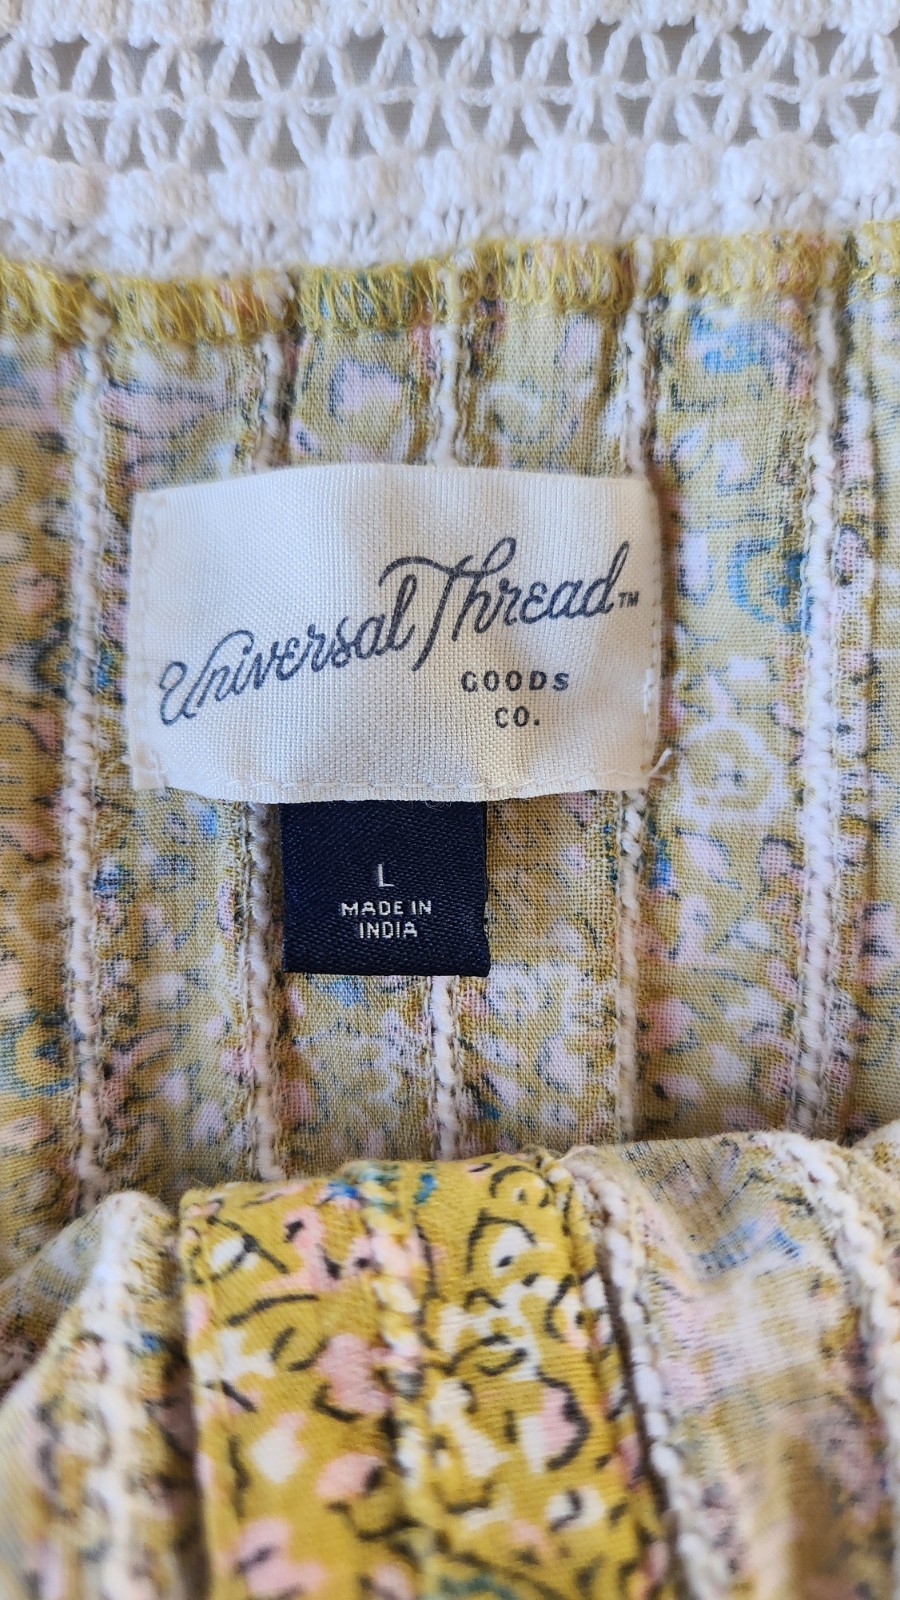 Universal Thread™
GOODS
CO.
L
MADE IN
INDIA